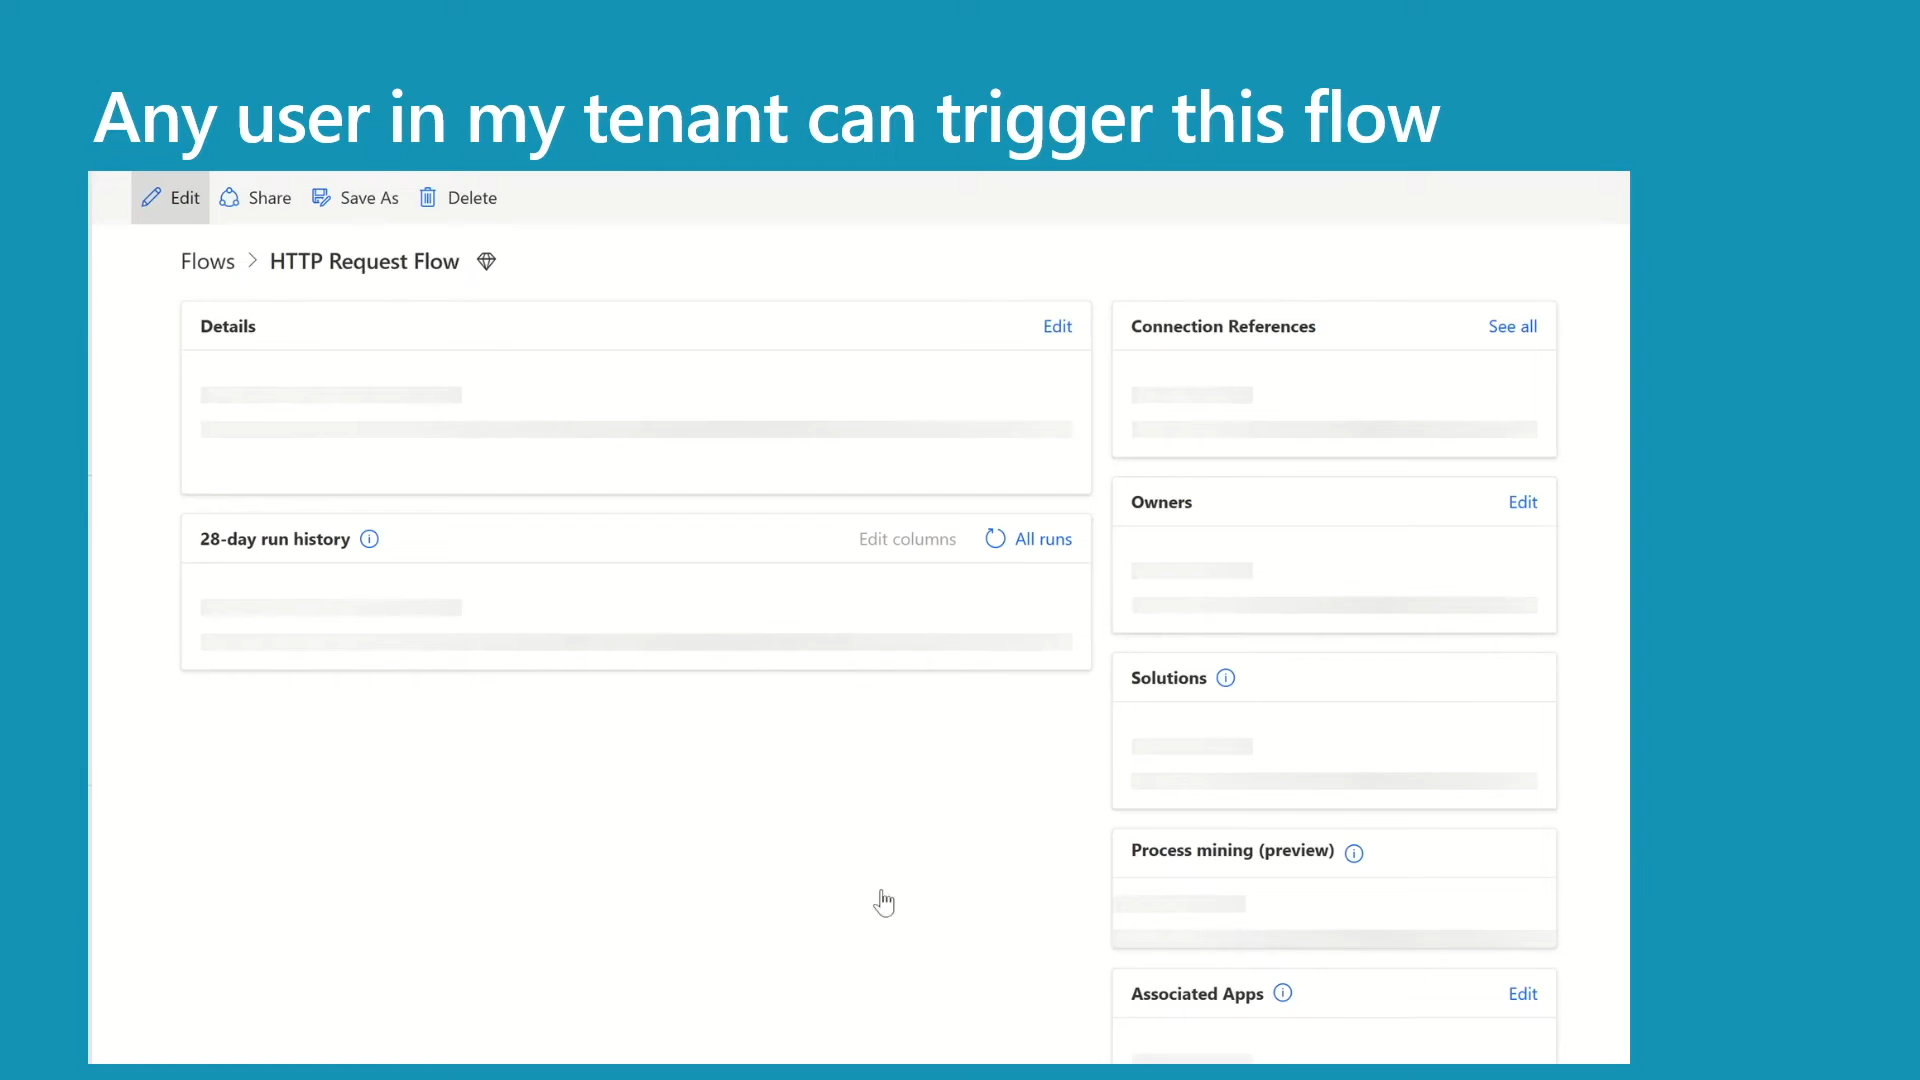 Any user in my tenant can trigger this flow
Edit Share Save As Delete
Flows > HTTP Request Flow
Details Edit
28-day run history Edit columns All runs
Connection References See all
Owners Edit
Solutions
Process mining (preview)
Associated Apps Edit